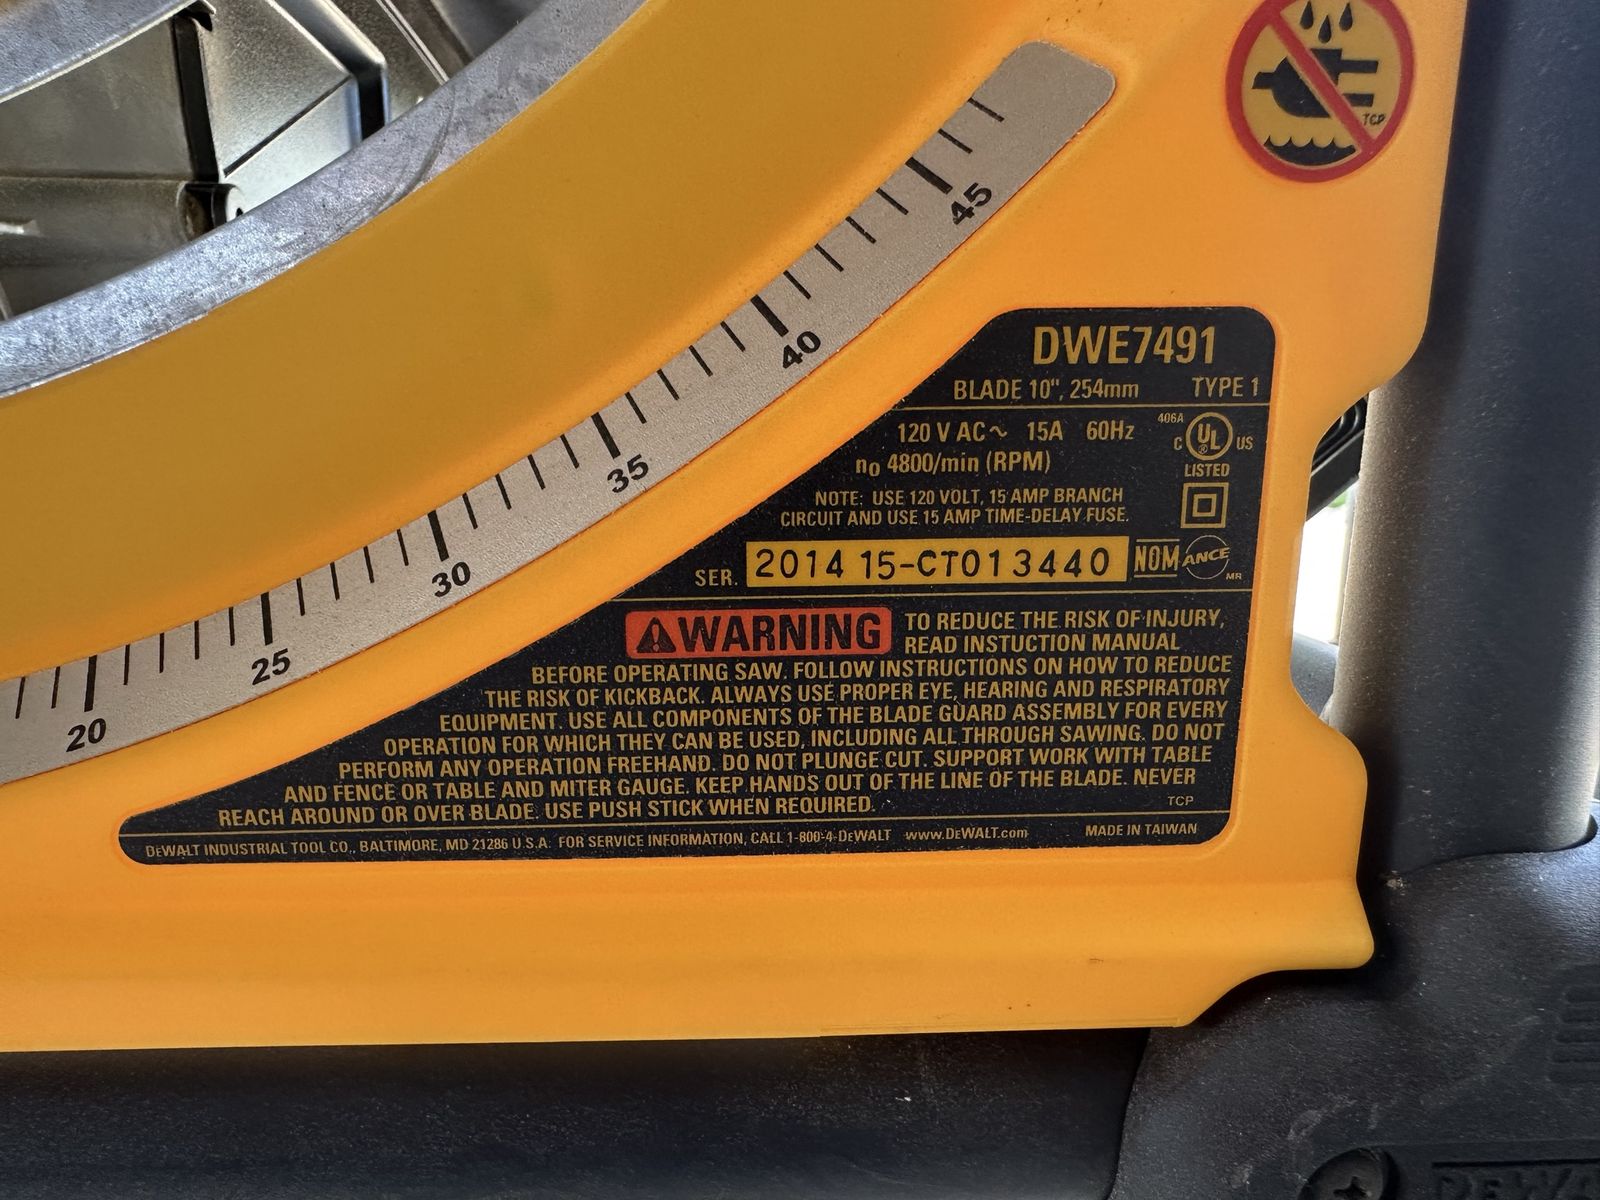 TCP
45
40
35
30
25
20
DWE7491
BLADE 10", 254mm TYPE 1
120 V AC~ 15A 60Hz
406A
C UL US
LISTED
n₀ 4800/min (RPM)
NOTE: USE 120 VOLT, 15 AMP BRANCH
CIRCUIT AND USE 15 AMP TIME-DELAY FUSE.
SER. 2014 15-CT013440 NOM ANCE MR
WARNING TO REDUCE THE RISK OF INJURY,
READ INSTUCTION MANUAL
BEFORE OPERATING SAW. FOLLOW INSTRUCTIONS ON HOW TO REDUCE
THE RISK OF KICKBACK. ALWAYS USE PROPER EYE, HEARING AND RESPIRATORY
EQUIPMENT. USE ALL COMPONENTS OF THE BLADE GUARD ASSEMBLY FOR EVERY
OPERATION FOR WHICH THEY CAN BE USED, INCLUDING ALL THROUGH SAWING. DO NOT
PERFORM ANY OPERATION FREEHAND. DO NOT PLUNGE CUT. SUPPORT WORK WITH TABLE
AND FENCE OR TABLE AND MITER GAUGE. KEEP HANDS OUT OF THE LINE OF THE BLADE. NEVER
REACH AROUND OR OVER BLADE. USE PUSH STICK WHEN REQUIRED. TCP
DEWALT INDUSTRIAL TOOL CO., BALTIMORE, MD 21286 U.S.A. FOR SERVICE INFORMATION, CALL 1-800-4-DEWALT www.DEWALT.com MADE IN TAIWAN